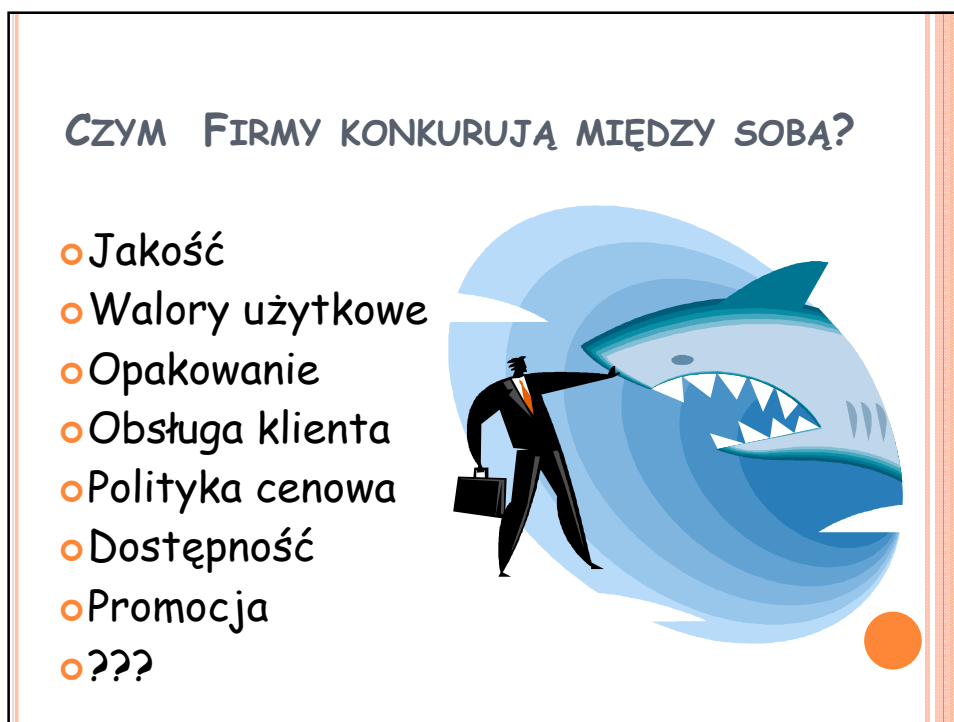 Czym Firmy konkurują między sobą?
Jakość
Walory użytkowe
Opakowanie
Obsługa klienta
Polityka cenowa
Dostępność
Promocja
???